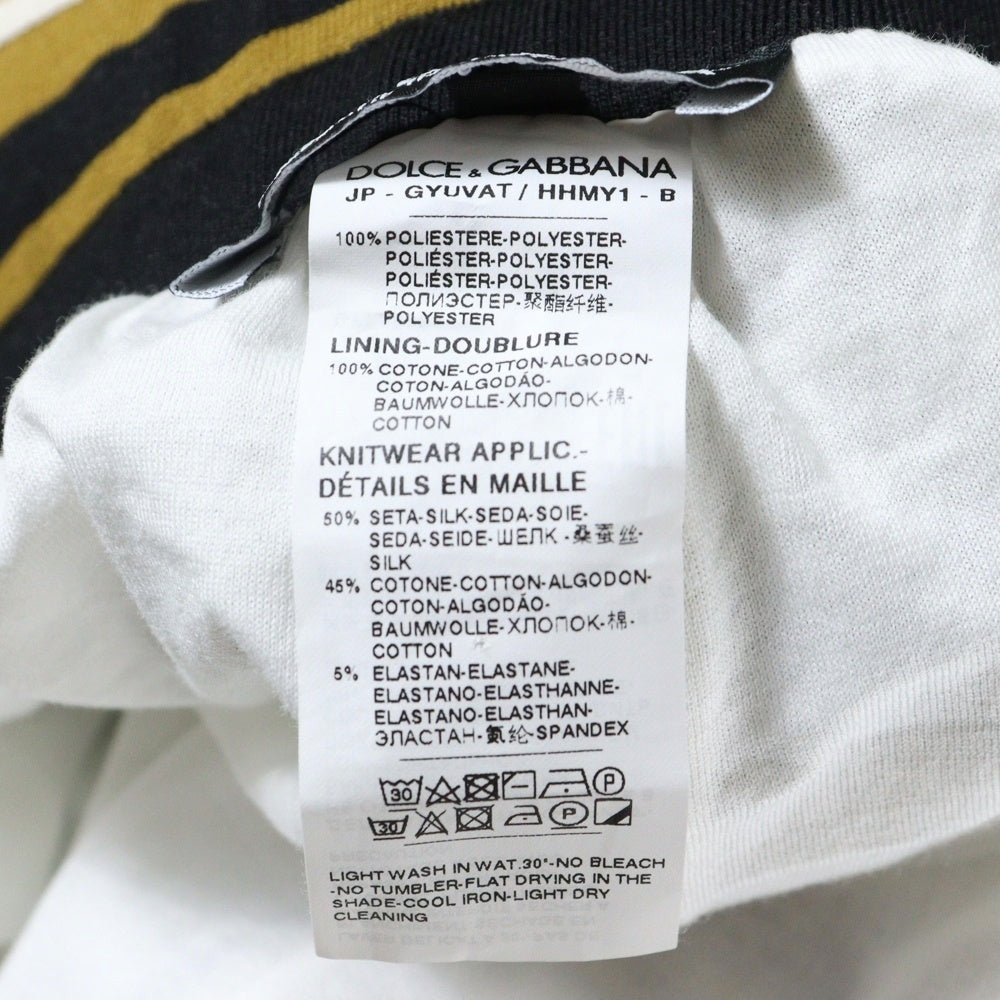 DOLCE & GABBANA
JP - GYUVAT / HHMY1 - B
100% POLIESTERE-POLYESTER-
POLIÉSTER-POLYESTER-
POLIÉSTER-POLYESTER-
ПОЛИЭСТЕР-聚酯纤维-
POLYESTER
LINING-DOUBLURE
100% COTONE-COTTON-ALGODON-
COTON-ALGODÃO-
BAUMWOLLE-ХЛОПОК-棉-
COTTON
KNITWEAR APPLIC.-
DÉTAILS EN MAILLE
50% SETA-SILK-SEDA-SOIE-
SEDA-SEIDE-ШЕЛК-桑蚕丝-
SILK
45% COTONE-COTTON-ALGODON-
COTON-ALGODÃO-
BAUMWOLLE-ХЛОПОК-棉-
COTTON
5% ELASTAN-ELASTANE-
ELASTANO-ELASTHANNE-
ELASTANO-ELASTHAN-
ЭЛАСТАН-氨纶-SPANDEX
30 P
30 P
LIGHT WASH IN WAT.30°-NO BLEACH
-NO TUMBLER-FLAT DRYING IN THE
SHADE-COOL IRON-LIGHT DRY
CLEANING